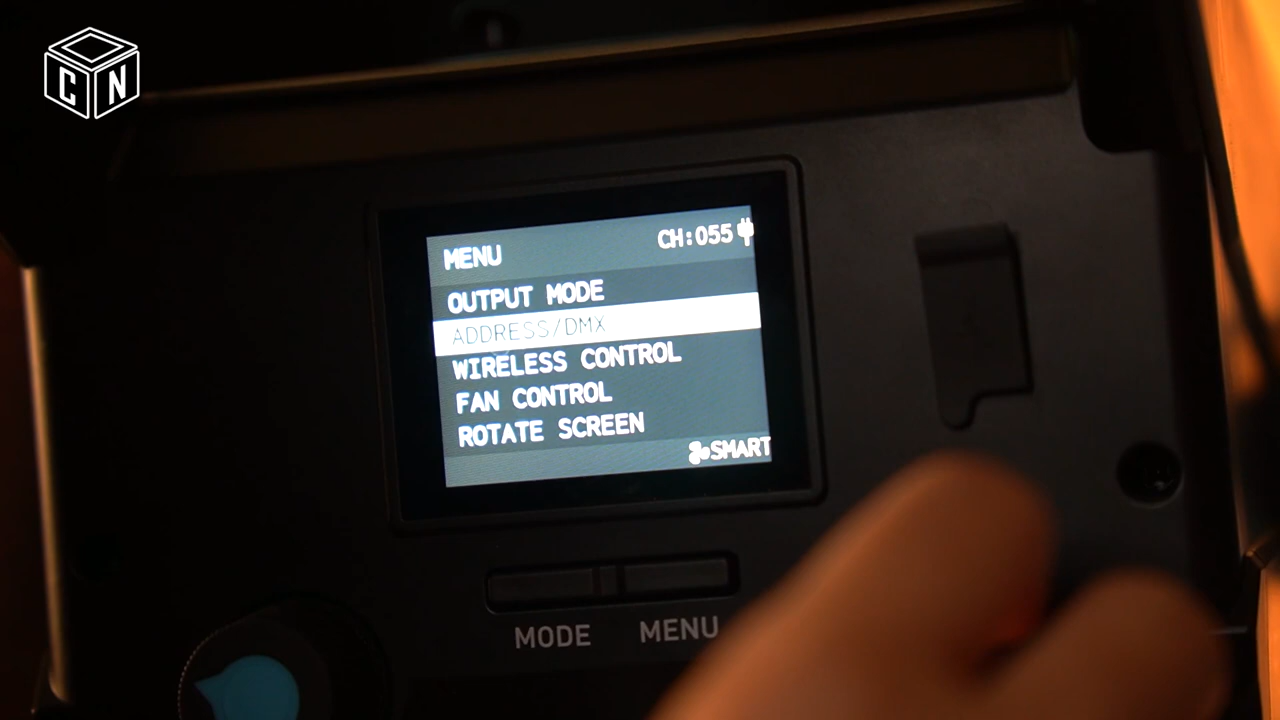 C N
MENU
CH:055
OUTPUT MODE
ADDRESS/DMX
WIRELESS CONTROL
FAN CONTROL
ROTATE SCREEN
SMART
MODE
MENU